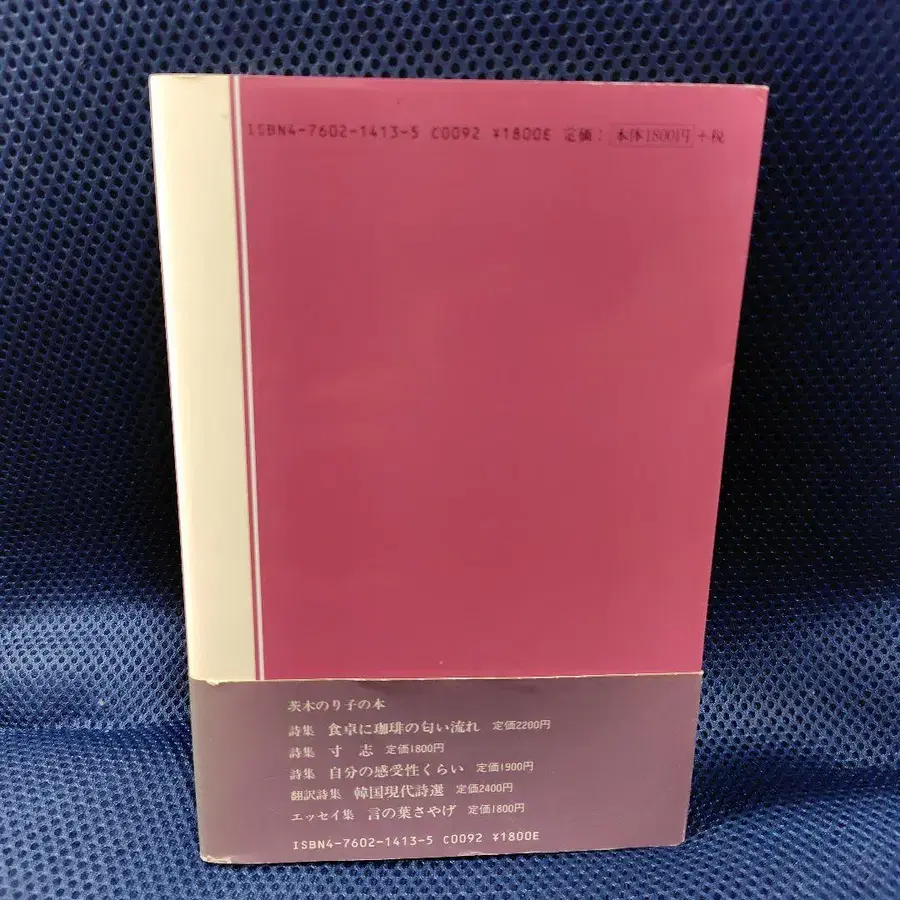 ISBN4-7602-1413-5 C0092 ¥1800E 定価：本体1800円+税
茨木のり子の本
詩集 食卓に珈琲の匂い流れ 定価2200円
詩集 寸 志 定価1800円
詩集 自分の感受性くらい 定価1900円
翻訳詩集 韓国現代詩選 定価2400円
エッセイ集 言の葉さやげ 定価1800円
ISBN4-7602-1413-5 C0092 ¥1800E